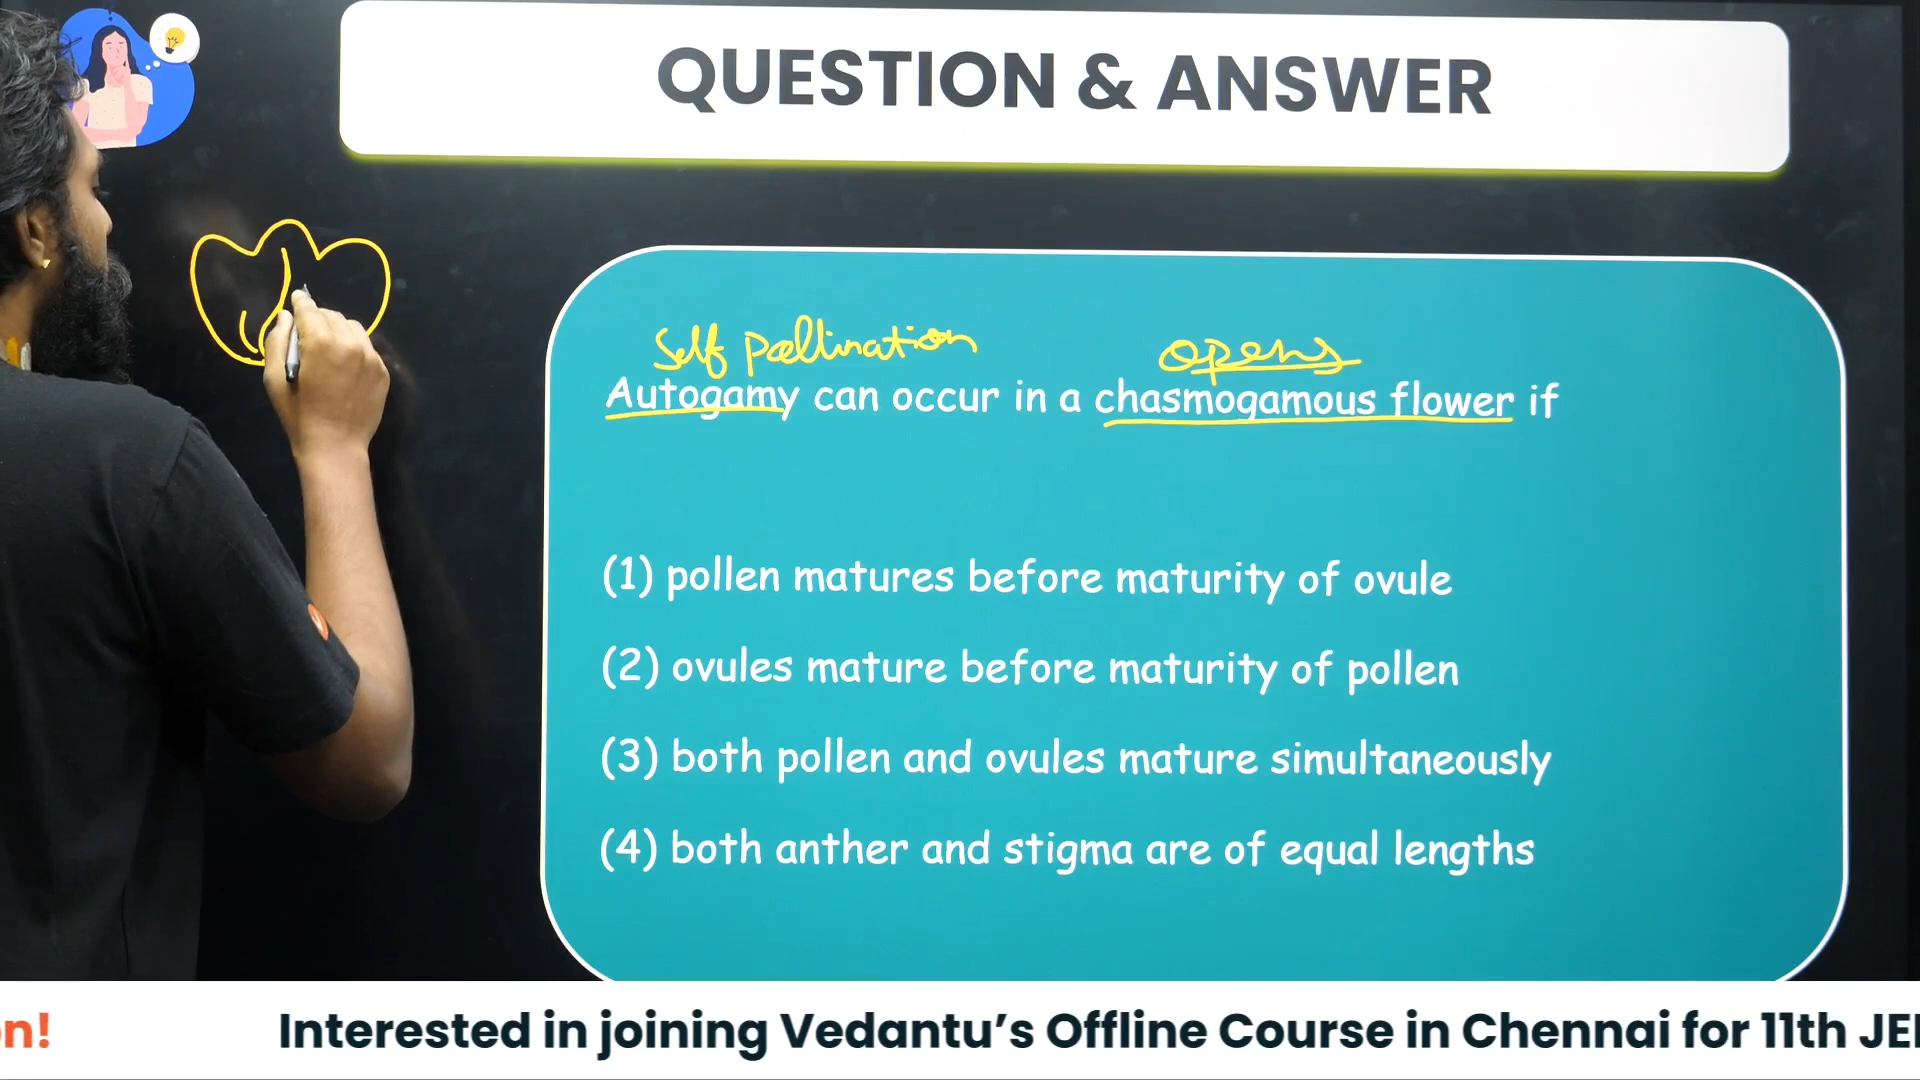 QUESTION & ANSWER
Self pollination opens
Autogamy can occur in a chasmogamous flower if
(1) pollen matures before maturity of ovule
(2) ovules mature before maturity of pollen
(3) both pollen and ovules mature simultaneously
(4) both anther and stigma are of equal lengths
on! Interested in joining Vedantu’s Offline Course in Chennai for 11th JE